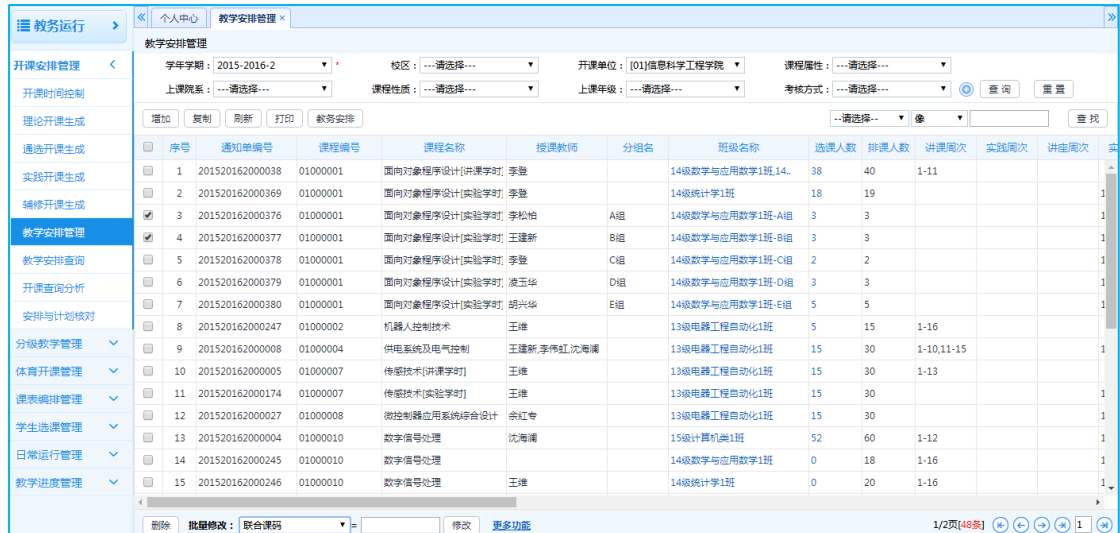 教务运行
个人中心 教学安排管理 ×
教学安排管理
开课安排管理
开课时间控制
理论开课生成
通选开课生成
实践开课生成
辅修开课生成
教学安排管理
教学安排查询
开课查询分析
安排与计划核对
分级教学管理
体育开课管理
课表编排管理
学生选课管理
日常运行管理
教学进度管理
学年学期：2015-2016-2 * 校区：---请选择--- 开课单位：[01]信息科学工程学院 课程属性：---请选择---
上课院系：---请选择--- 课程性质：---请选择--- 上课年级：---请选择--- 考核方式：---请选择--- 查 询 重 置
增加 复制 刷新 打印 教务安排 --请选择-- 像 查 找
序号 通知单编号 课程编号 课程名称 授课教师 分组名 班级名称 选课人数 排课人数 讲课周次 实践周次 讲座周次 实
1 201520162000038 01000001 面向对象程序设计[讲课学时] 李登 14级数学与应用数学1班,14.. 38 40 1-11
2 201520162000369 01000001 面向对象程序设计[实验学时] 李登 14级统计学1班 18 19 1
3 201520162000376 01000001 面向对象程序设计[实验学时] 李松柏 A组 14级数学与应用数学1班-A组 3 3 1
4 201520162000377 01000001 面向对象程序设计[实验学时] 王建新 B组 14级数学与应用数学1班-B组 3 3 1
5 201520162000378 01000001 面向对象程序设计[实验学时] 李登 C组 14级数学与应用数学1班-C组 2 2 1
6 201520162000379 01000001 面向对象程序设计[实验学时] 凌玉华 D组 14级数学与应用数学1班-D组 3 3 1
7 201520162000380 01000001 面向对象程序设计[实验学时] 胡兴华 E组 14级数学与应用数学1班-E组 5 5 1
8 201520162000247 01000002 机器人控制技术 王维 13级电器工程自动化1班 5 15 1-16
9 201520162000008 01000004 供电系统及电气控制 王建新,李伟虹,沈海澜 13级电器工程自动化1班 15 30 1-10,11-15 1
10 201520162000005 01000007 传感技术[讲课学时] 王维 13级电器工程自动化1班 15 30 1-13
11 201520162000174 01000007 传感技术[实验学时] 王维 13级电器工程自动化1班 15 30 1
12 201520162000027 01000008 微控制器应用系统综合设计 余红专 13级电器工程自动化1班 15 30 1
13 201520162000004 01000010 数字信号处理 沈海澜 15级计算机类1班 52 60 1-12 1
14 201520162000245 01000010 数字信号处理 14级数学与应用数学1班 0 18 1-16 1
15 201520162000246 01000010 数字信号处理 王维 14级统计学1班 0 20 1-16 1
删除 批量修改：联合课码 = 修改 更多功能 1/2页[48条] 1